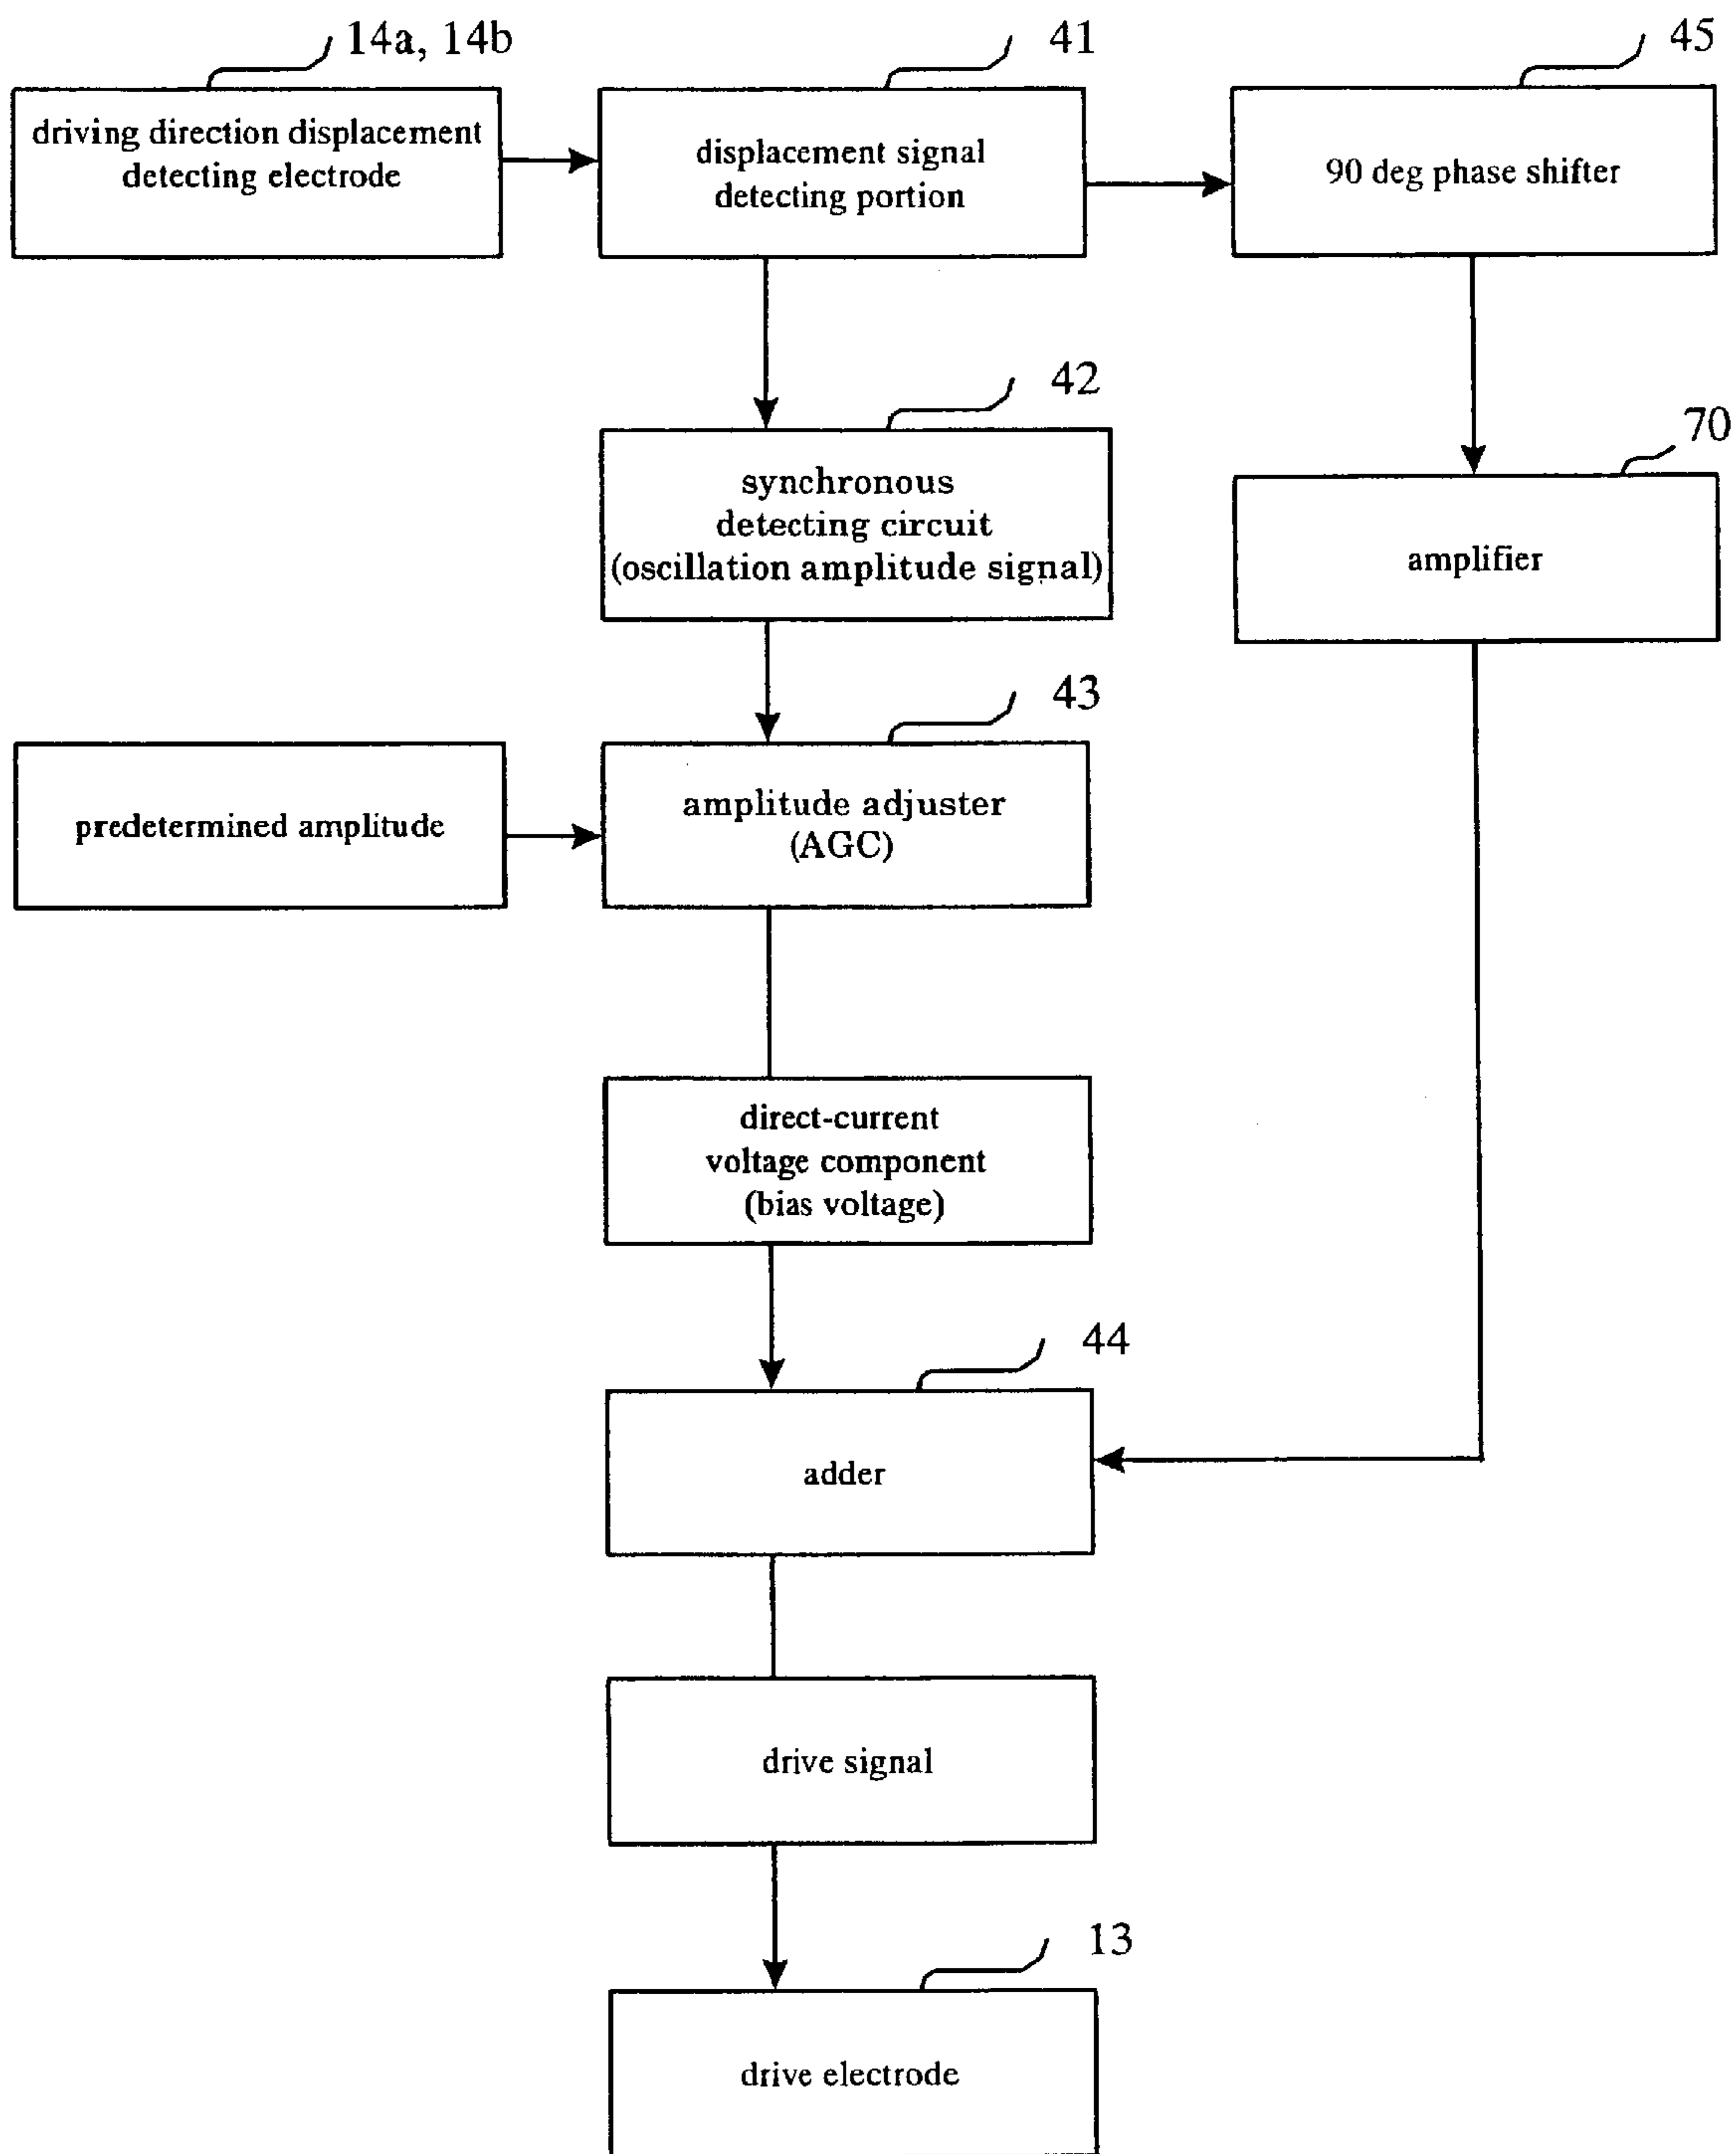 14a, 14b
41
45
driving direction displacement
detecting electrode
displacement signal
detecting portion
90 deg phase shifter
42
70
synchronous
detecting circuit
(oscillation amplitude signal)
amplifier
43
predetermined amplitude
amplitude adjuster
(AGC)
direct-current
voltage component
(bias voltage)
44
adder
drive signal
13
drive electrode